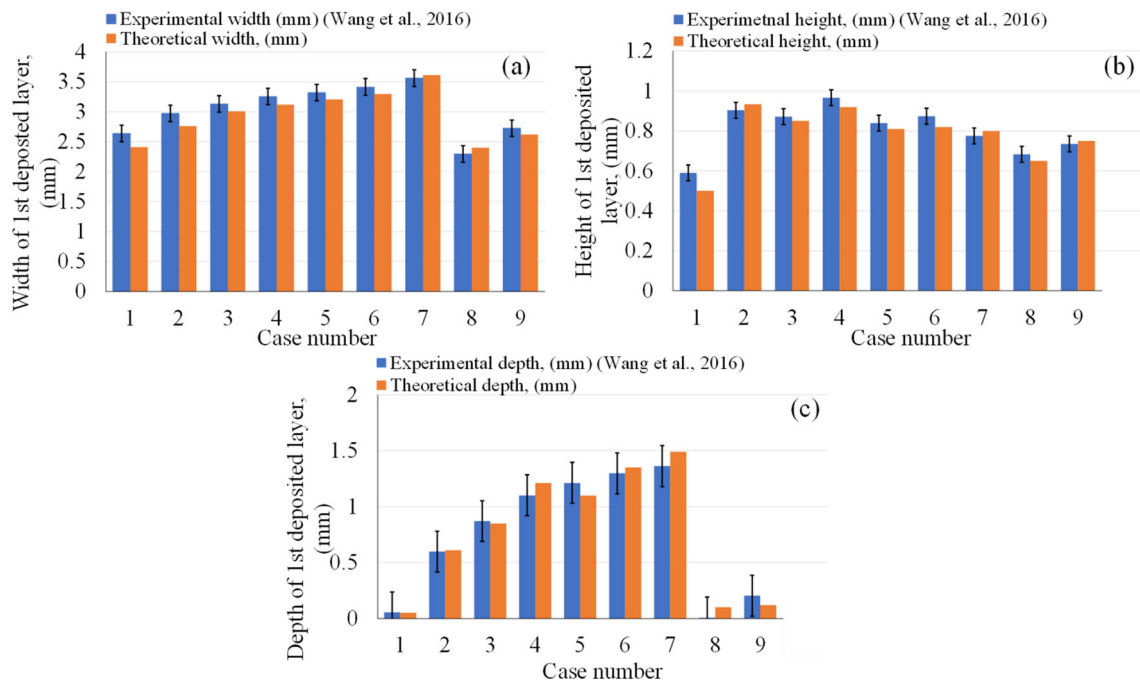 Experimental width (mm) (Wang et al., 2016)
Theoretical width, (mm)
(a)
Width of 1st deposted layer,
(mm)
4
3.5
3
2.5
2
1.5
1
0.5
0
1 2 3 4 5 6 7 8 9
Case number
Experimetnal height, (mm) (Wang et al., 2016)
Theoretical height, (mm)
(b)
Height of 1st deposited
layer, (mm)
1.2
1
0.8
0.6
0.4
0.2
0
1 2 3 4 5 6 7 8 9
Case number
Experimental depth, (mm) (Wang et al., 2016)
Theoretical depth, (mm)
(c)
Depth of 1st deposited layer,
(mm)
2
1.5
1
0.5
0
1 2 3 4 5 6 7 8 9
Case number